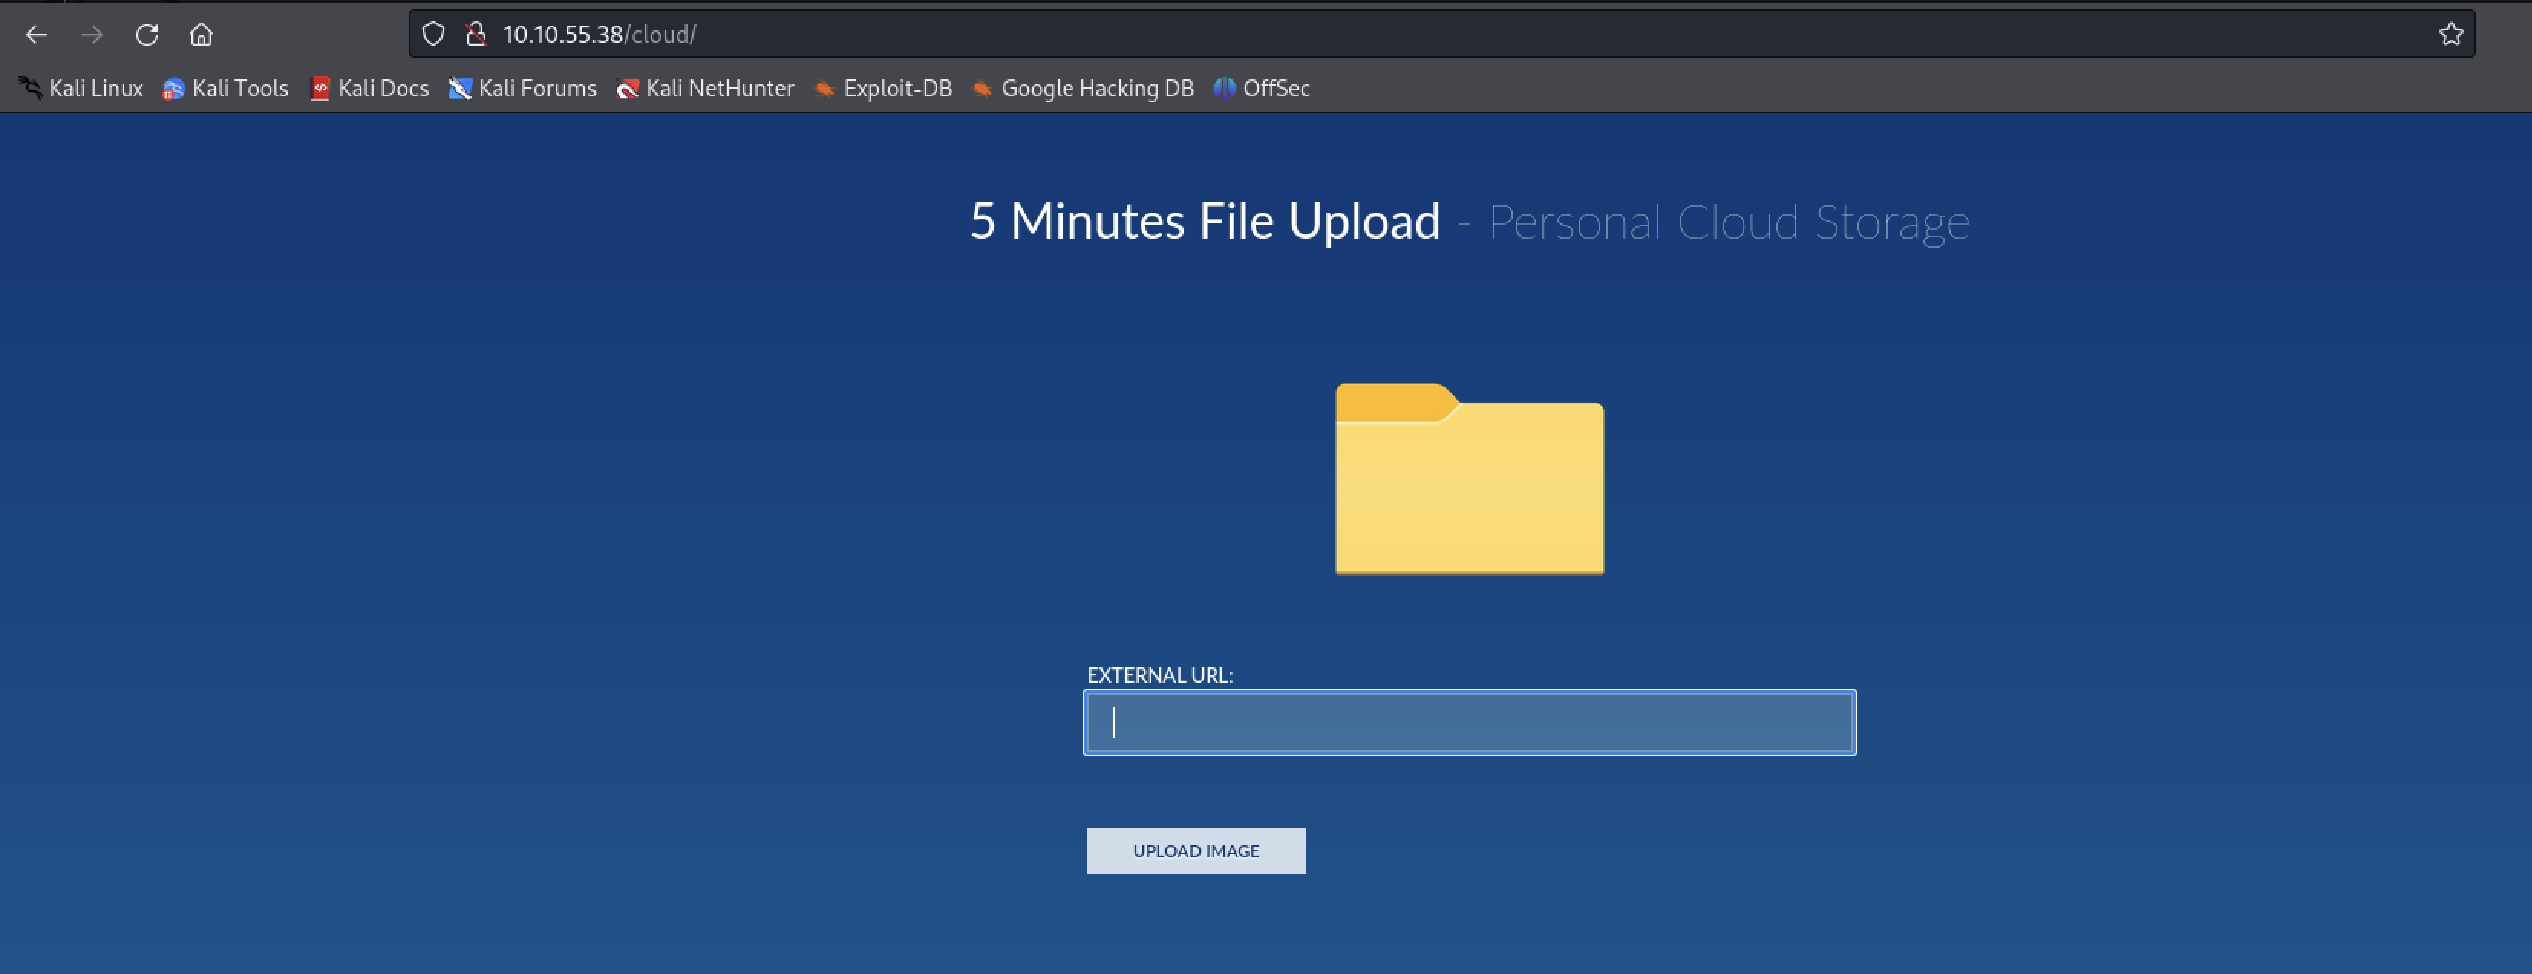 10.10.55.38/cloud/
Kali Linux Kali Tools Kali Docs Kali Forums Kali NetHunter Exploit-DB Google Hacking DB OffSec
5 Minutes File Upload - Personal Cloud Storage
EXTERNAL URL:
UPLOAD IMAGE